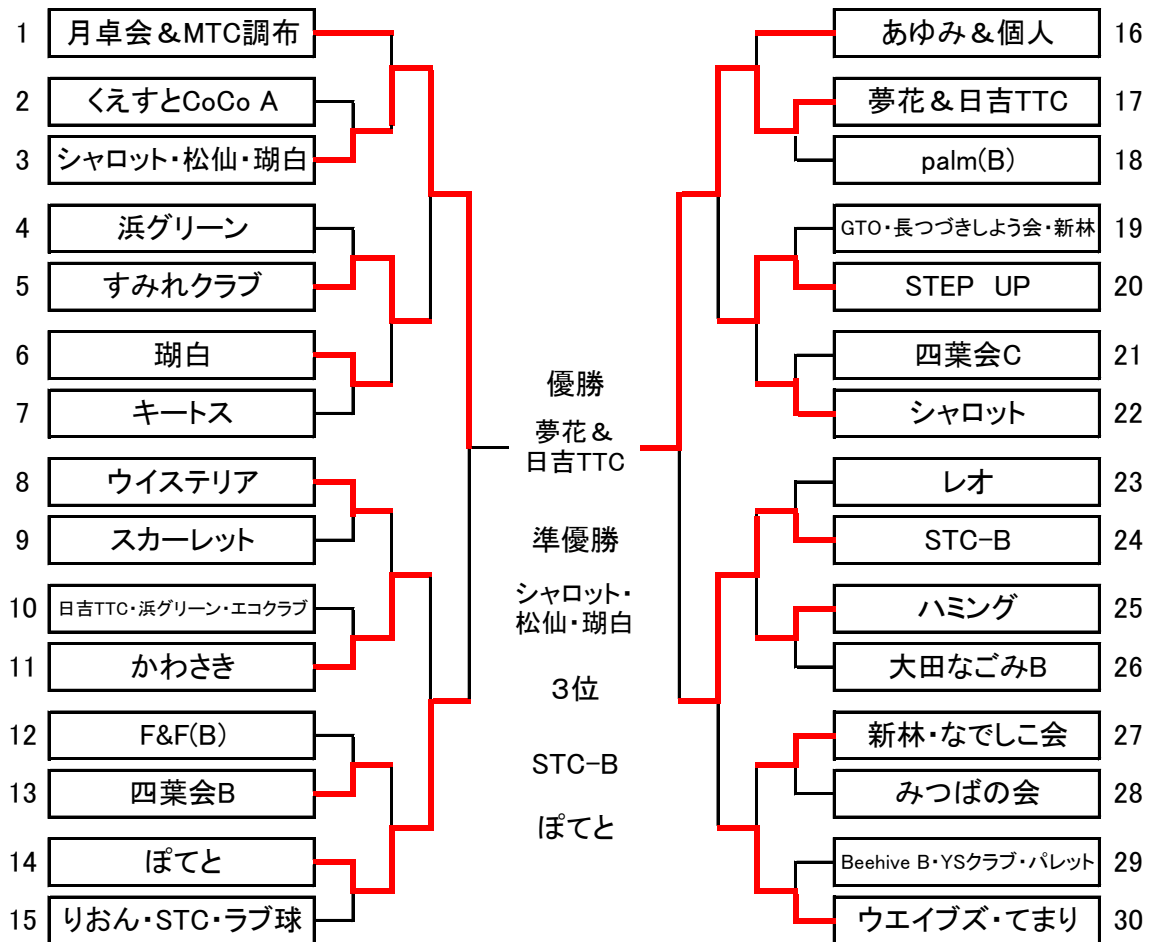 1 月卓会＆MTC調布
2 くえすとCoCo A
3 シャロット・松仙・瑚白
4 浜グリーン
5 すみれクラブ
6 瑚白
7 キートス
8 ウイステリア
9 スカーレット
10 日吉TTC・浜グリーン・エコクラブ
11 かわさき
12 F&F(B)
13 四葉会B
14 ぽてと
15 りおん・STC・ラブ球
優勝
夢花＆
日吉TTC
準優勝
シャロット・
松仙・瑚白
３位
STC-B
ぽてと
あゆみ＆個人 16
夢花＆日吉TTC 17
palm(B) 18
GTO・長つづきしよう会・新林 19
STEP　UP 20
四葉会C 21
シャロット 22
レオ 23
STC-B 24
ハミング 25
大田なごみB 26
新林・なでしこ会 27
みつばの会 28
Beehive B・YSクラブ・パレット 29
ウエイブズ・てまり 30